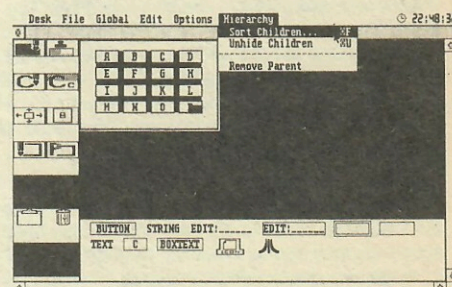 Desk File Global Edit Options Hierarchy 22:48:3
Sort Children... ⌘F
Unhide Children ⌘U
Remove Parent
A B C D
E F G H
I J K L
M N O
C C c
BUTTON STRING EDIT:______ EDIT:______
TEXT C BOXTEXT